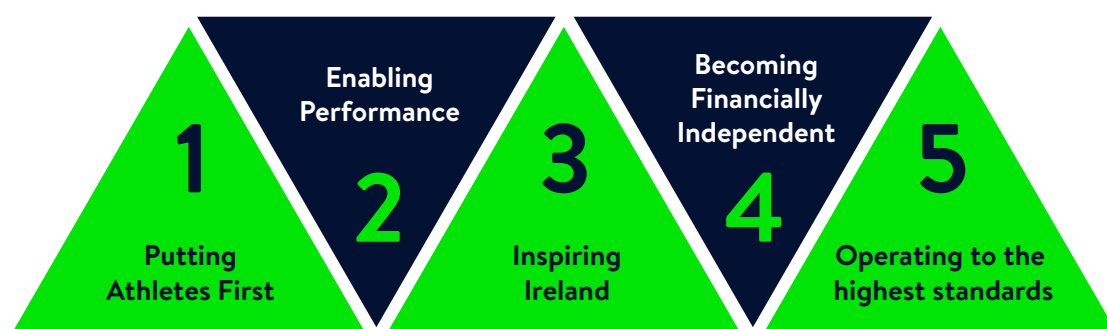 1
Putting
Athletes First
Enabling
Performance
2
3
Inspiring
Ireland
Becoming
Financially
Independent
4
5
Operating to the
highest standards